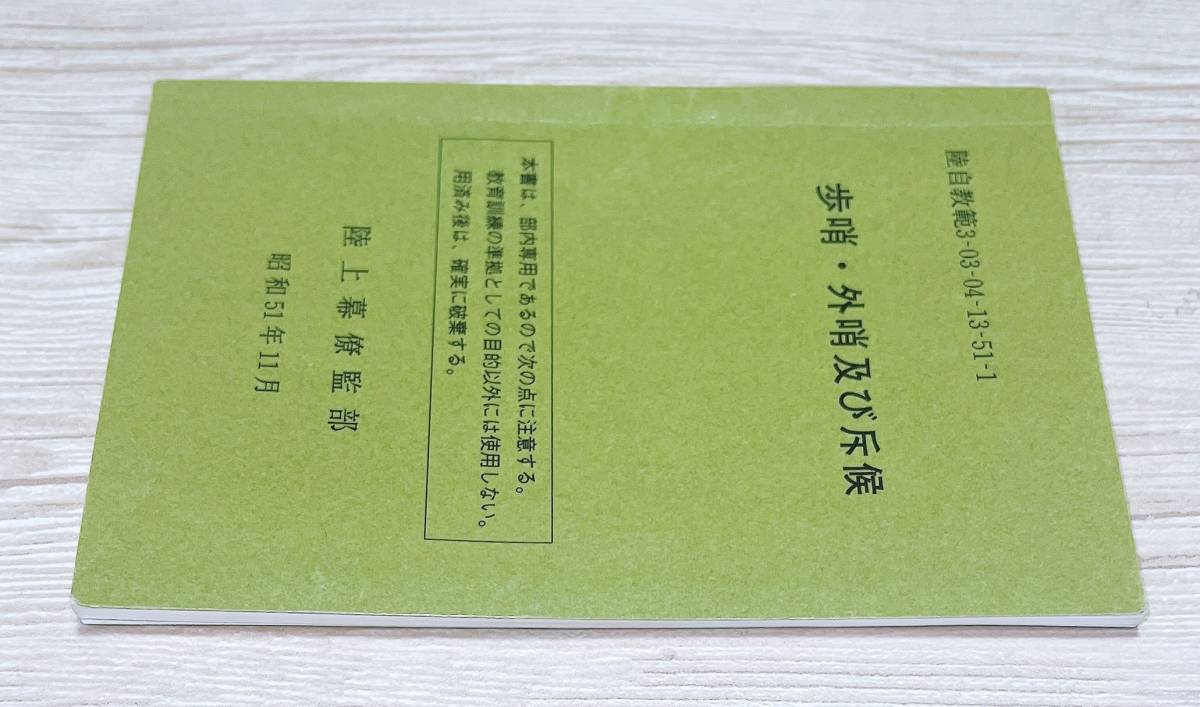 陸自教範3-03-04-13-51-1
歩哨・外哨及び斥候
本書は、部内専用であるので次の点に注意する。
教育訓練の準拠としての目的以外には使用しない。
用済み後は、確実に破棄する。
陸上幕僚監部
昭和51年11月